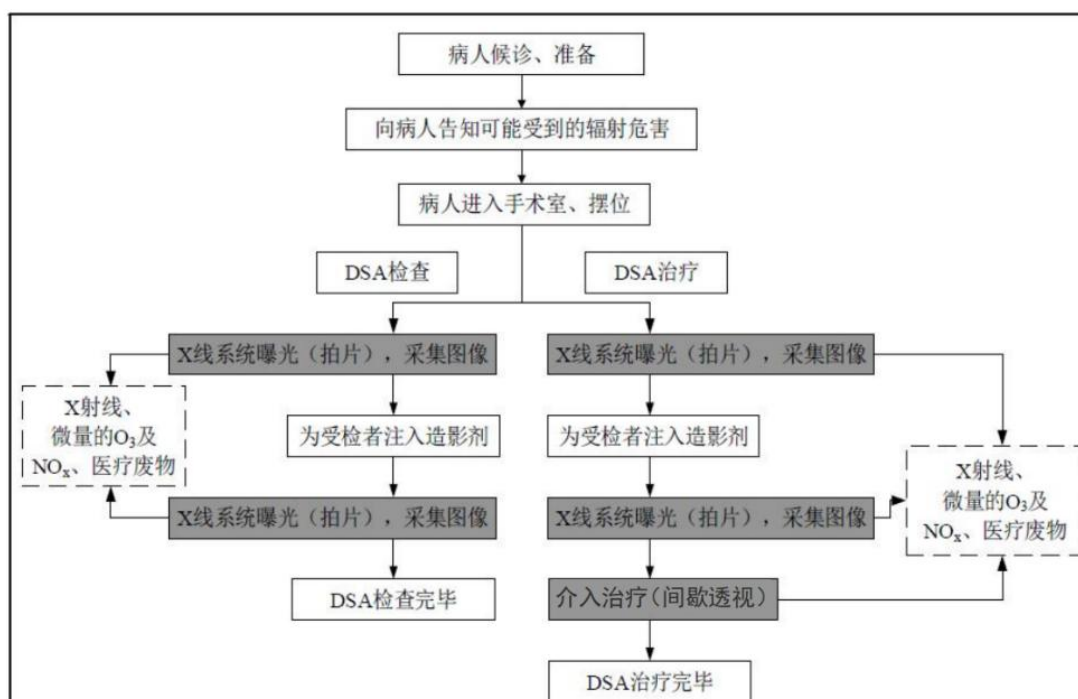 病人候诊、准备
向病人告知可能受到的辐射危害
病人进入手术室、摆位
DSA检查
DSA治疗
X线系统曝光（拍片），采集图像
X线系统曝光（拍片），采集图像
X射线、
微量的O₃及
NOₓ、医疗废物
为受检者注入造影剂
为受检者注入造影剂
X射线、
微量的O₃及
NOₓ、医疗废物
X线系统曝光（拍片），采集图像
X线系统曝光（拍片），采集图像
DSA检查完毕
介入治疗（间歇透视）
DSA治疗完毕